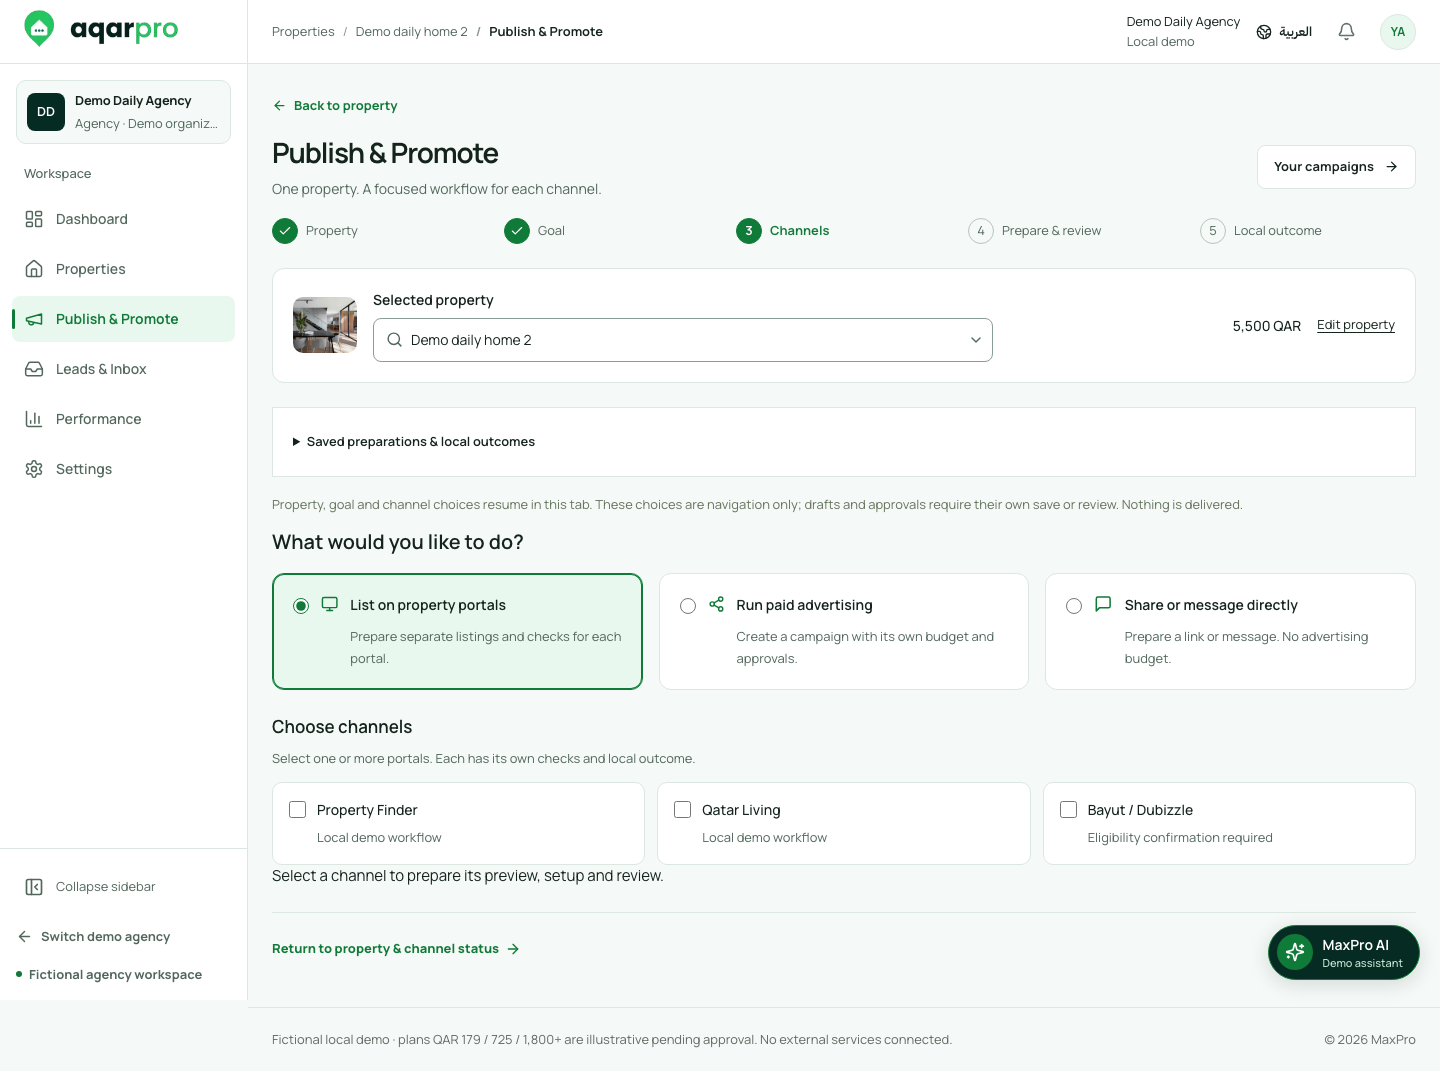 aqarpro
Properties / Demo daily home 2 / Publish & Promote
Demo Daily Agency
Local demo
العربية
YA
DD
Demo Daily Agency
Agency · Demo organiz...
Workspace
Dashboard
Properties
Publish & Promote
Leads & Inbox
Performance
Settings
Collapse sidebar
Switch demo agency
Fictional agency workspace
Back to property
Publish & Promote
One property. A focused workflow for each channel.
Your campaigns
Property
Goal
3 Channels
4 Prepare & review
5 Local outcome
Selected property
Demo daily home 2
5,500 QAR
Edit property
Saved preparations & local outcomes
Property, goal and channel choices resume in this tab. These choices are navigation only; drafts and approvals require their own save or review. Nothing is delivered.
What would you like to do?
List on property portals
Prepare separate listings and checks for each
portal.
Run paid advertising
Create a campaign with its own budget and
approvals.
Share or message directly
Prepare a link or message. No advertising
budget.
Choose channels
Select one or more portals. Each has its own checks and local outcome.
Property Finder
Local demo workflow
Qatar Living
Local demo workflow
Bayut / Dubizzle
Eligibility confirmation required
Select a channel to prepare its preview, setup and review.
Return to property & channel status
MaxPro AI
Demo assistant
Fictional local demo · plans QAR 179 / 725 / 1,800+ are illustrative pending approval. No external services connected.
© 2026 MaxPro